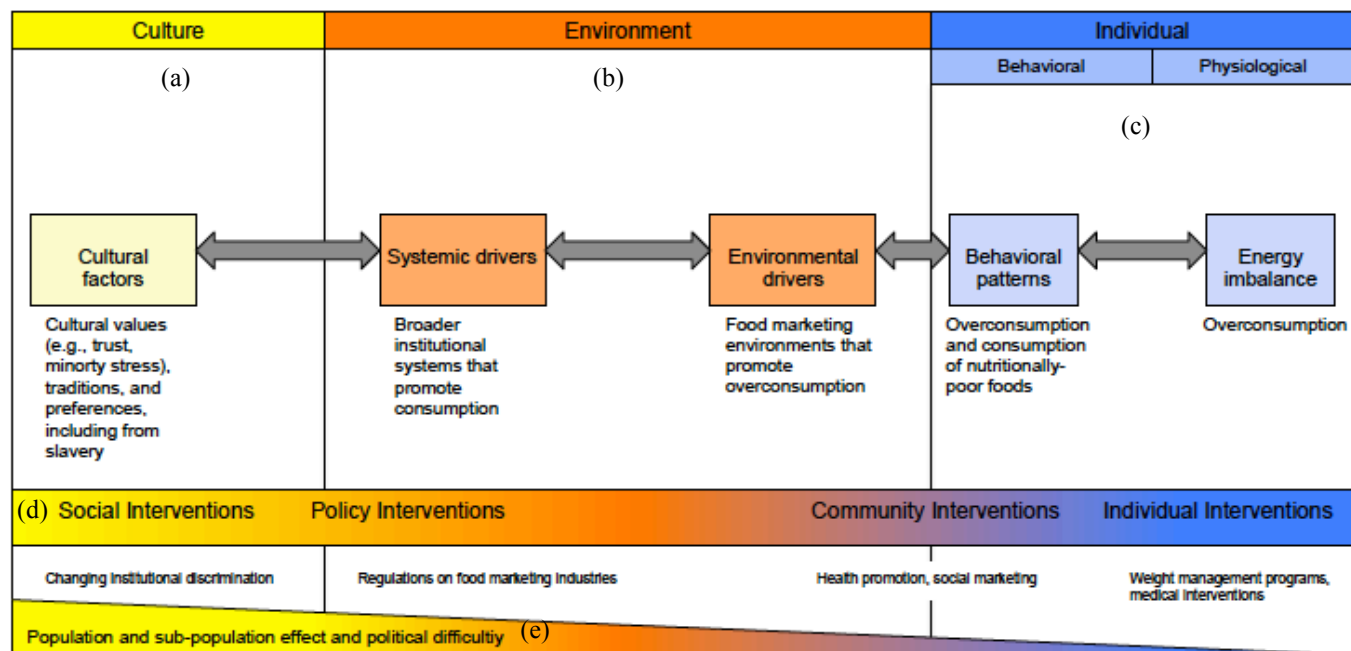 Culture
Environment
Individual
Behavioral
Physiological
(a)
(b)
(c)
Cultural
factors
Systemic drivers
Environmental
drivers
Behavioral
patterns
Energy
imbalance
Cultural values
(e.g., trust,
minorty stress),
traditions, and
preferences,
including from
slavery
Broader
institutional
systems that
promote
consumption
Food marketing
environments that
promote
overconsumption
Overconsumption
and consumption
of nutritionally-
poor foods
Overconsumption
(d) Social Interventions
Policy Interventions
Community Interventions
Individual Interventions
Changing institutional discrimination
Regulations on food marketing industries
Health promotion, social marketing
Weight management programs,
medical interventions
Population and sub-population effect and political difficultiy (e)